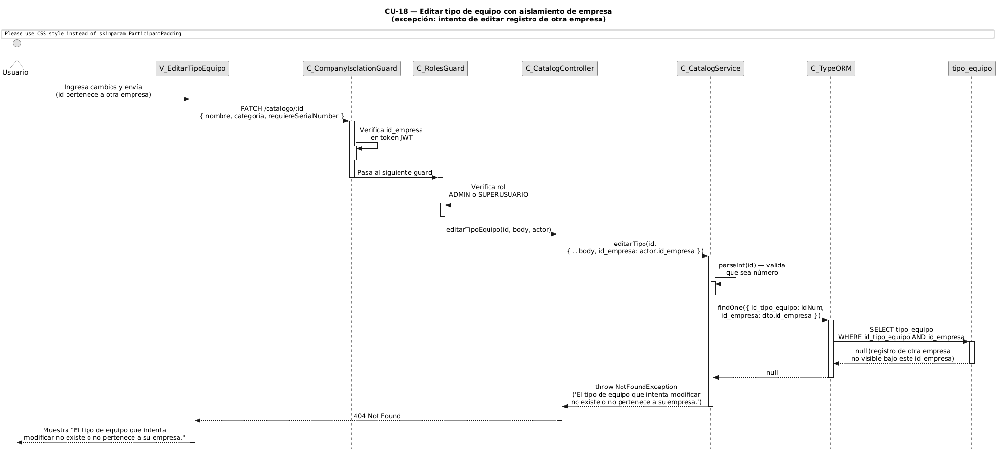 CU-18 — Editar tipo de equipo con aislamiento de empresa
(excepción: intento de editar registro de otra empresa)
Please use CSS style instead of skinparam ParticipantPadding
Usuario
V_EditarTipoEquipo
C_CompanyIsolationGuard
C_RolesGuard
C_CatalogController
C_CatalogService
C_TypeORM
tipo_equipo
Ingresa cambios y envía
(id pertenece a otra empresa)
PATCH /catalogo/:id
{ nombre, categoria, requiereSerialNumber }
Verifica id_empresa
en token JWT
Pasa al siguiente guard
Verifica rol
ADMIN o SUPERUSUARIO
editarTipoEquipo(id, body, actor)
editarTipo(id,
{ ...body, id_empresa: actor.id_empresa })
parseInt(id) — valida
que sea número
findOne({ id_tipo_equipo: idNum,
id_empresa: dto.id_empresa })
SELECT tipo_equipo
WHERE id_tipo_equipo AND id_empresa
null (registro de otra empresa
no visible bajo este id_empresa)
null
throw NotFoundException
('El tipo de equipo que intenta modificar
no existe o no pertenece a su empresa.')
404 Not Found
Muestra "El tipo de equipo que intenta
modificar no existe o no pertenece a su empresa."